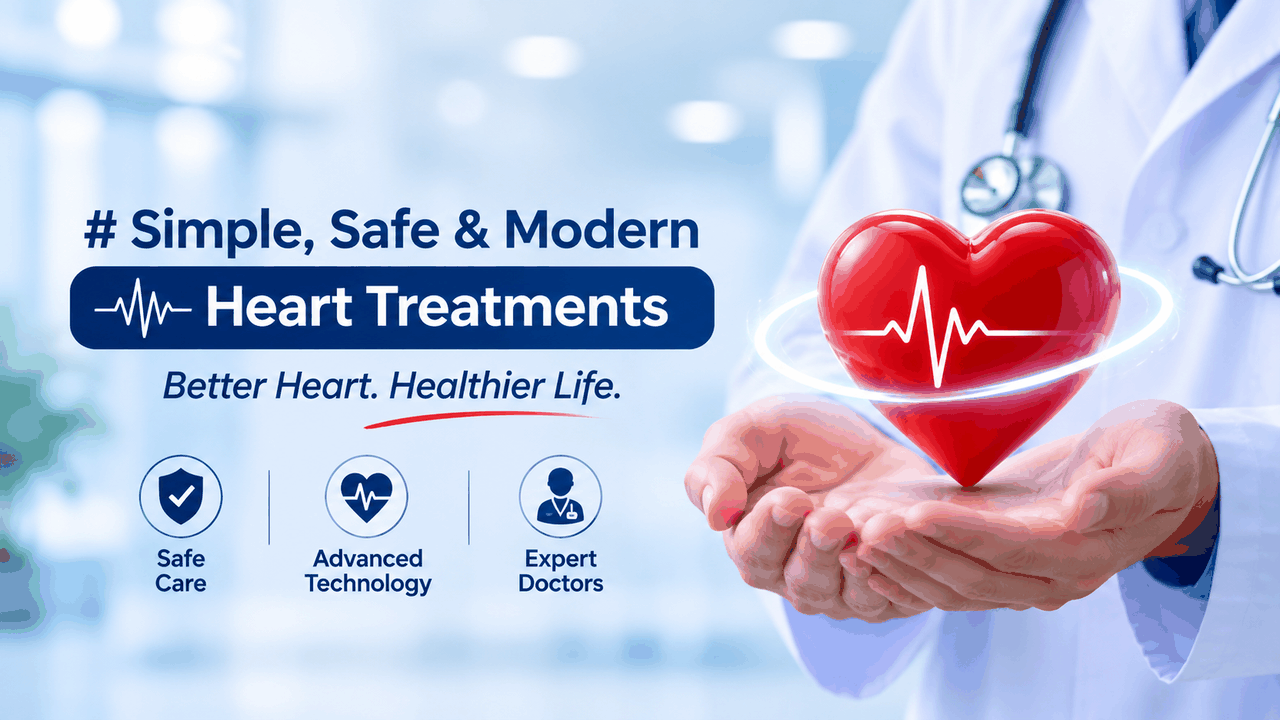 # Simple, Safe & Modern
Heart Treatments
Better Heart. Healthier Life.
Safe
Care
Advanced
Technology
Expert
Doctors